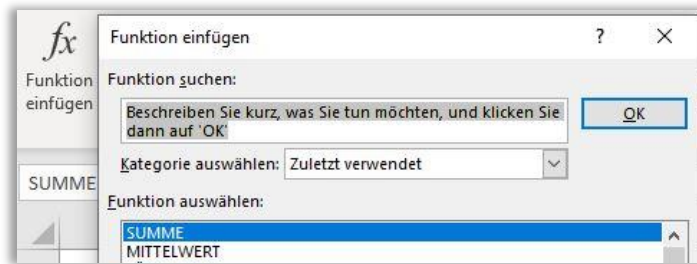 fx
Funktion
einfügen
SUMME
Funktion einfügen
?
Funktion suchen:
Beschreiben Sie kurz, was Sie tun möchten, und klicken Sie
dann auf 'OK'
OK
Kategorie auswählen: Zuletzt verwendet
Funktion auswählen:
SUMME
MITTELWERT